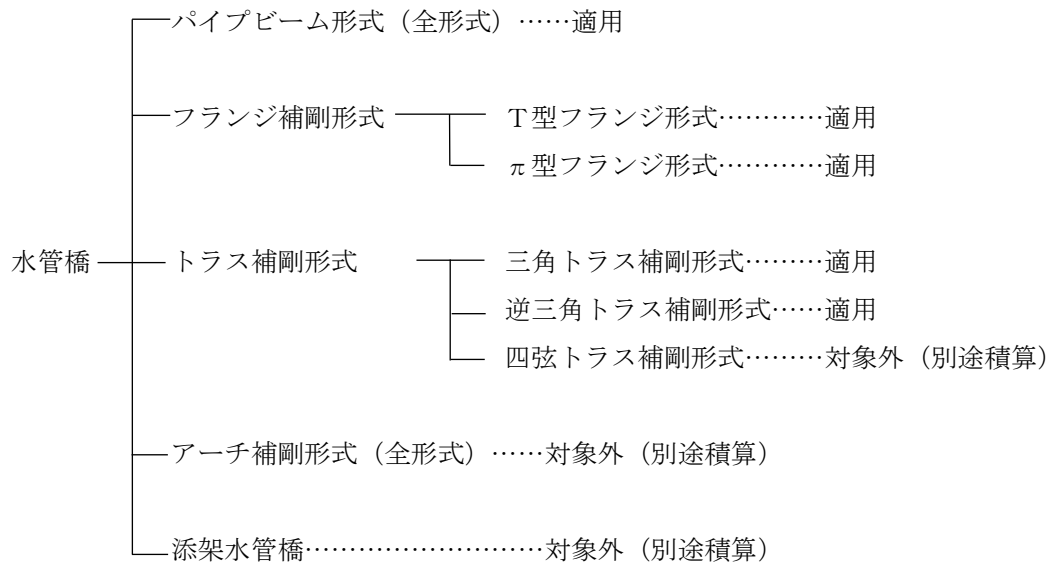 パイプビーム形式（全形式）……適用
フランジ補剛形式 Ｔ型フランジ形式…………適用
π型フランジ形式…………適用
水管橋 トラス補剛形式 三角トラス補剛形式………適用
逆三角トラス補剛形式……適用
四弦トラス補剛形式………対象外（別途積算）
アーチ補剛形式（全形式）……対象外（別途積算）
添架水管橋…………………………対象外（別途積算）